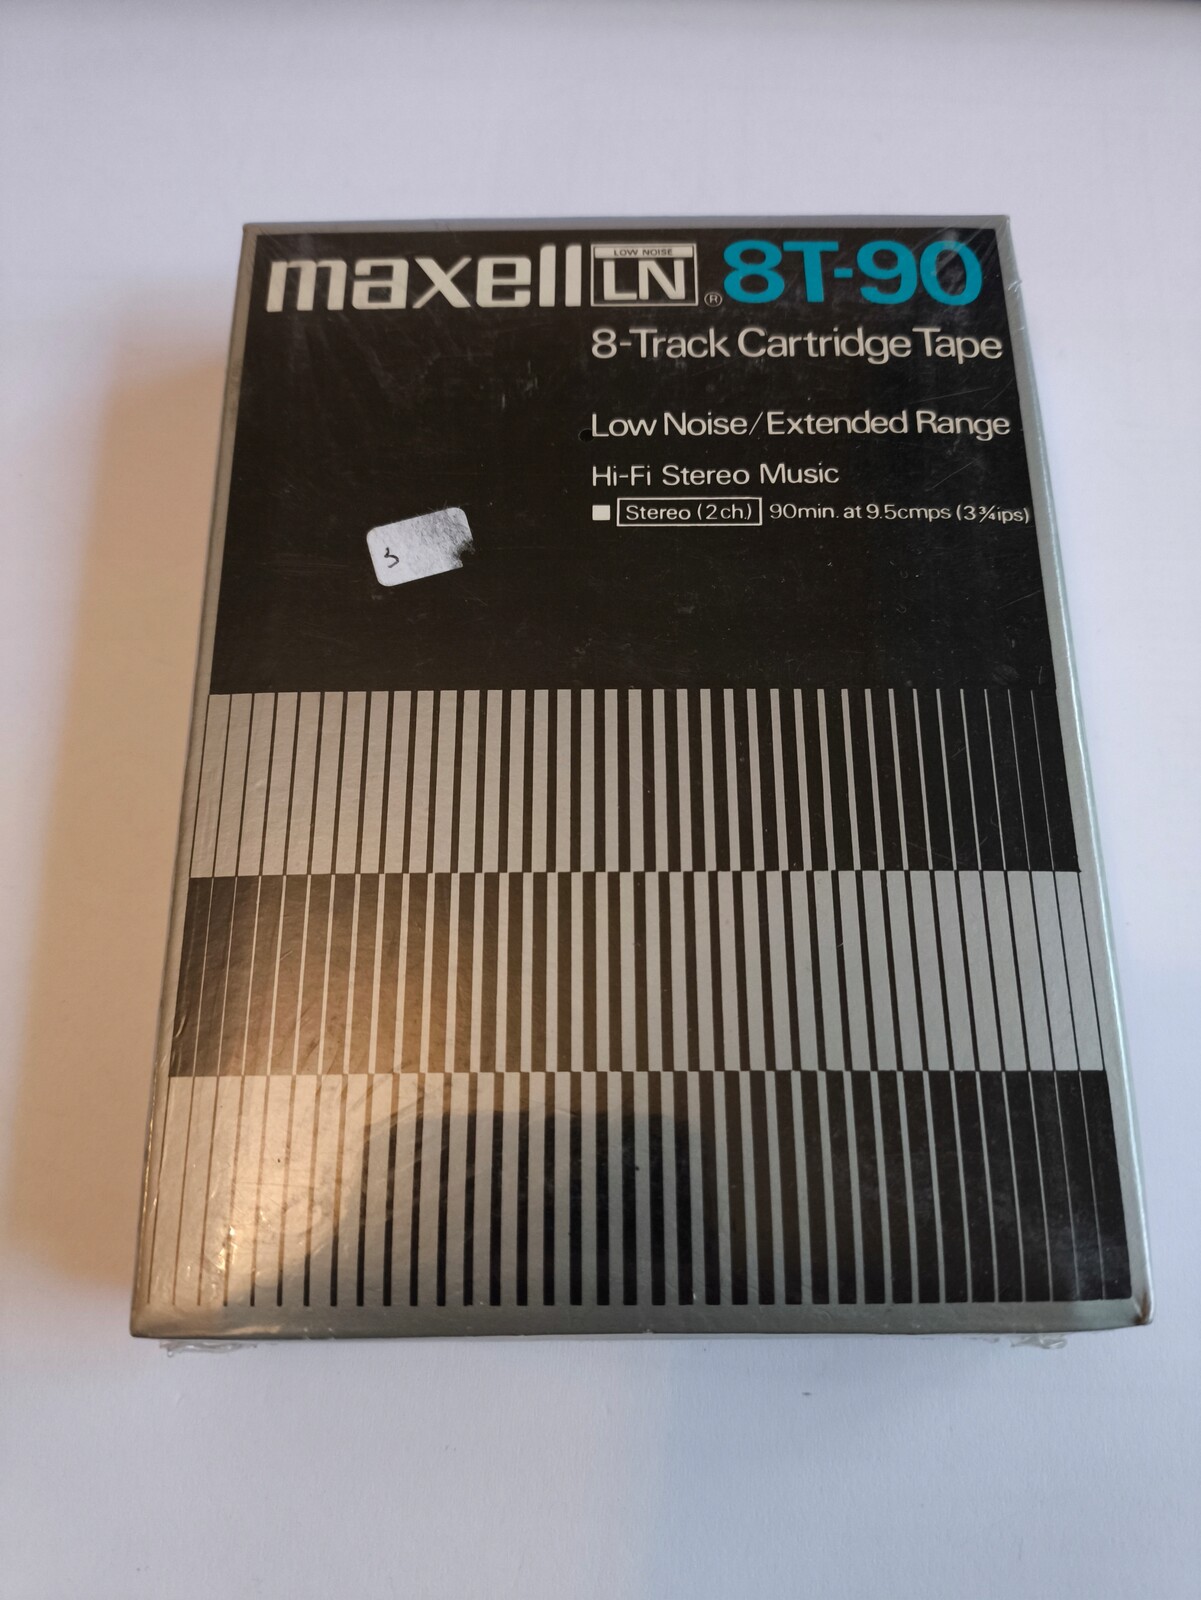 maxell LOW NOISE LN ® 8T-90
8-Track Cartridge Tape
Low Noise/Extended Range
Hi-Fi Stereo Music
■ Stereo (2ch.) 90min. at 9.5cmps (3¾ips)